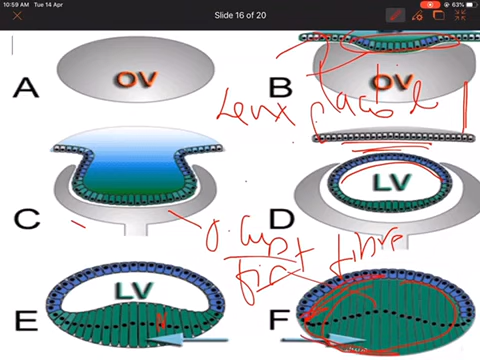 10:59 AM Tue 14 Apr
63%
Slide 16 of 20
A
OV
B
OV
Lens placode
C
D
LV
O. Cup
First fibre
E
LV
N
F